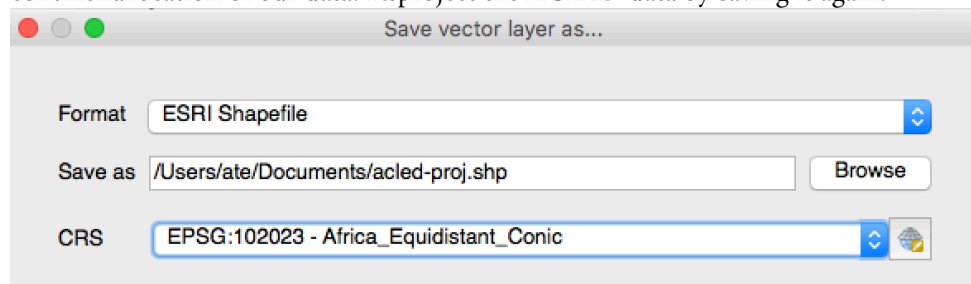 Save vector layer as...
Format ESRI Shapefile
Save as /Users/ate/Documents/acled-proj.shp Browse
CRS EPSG:102023 - Africa_Equidistant_Conic